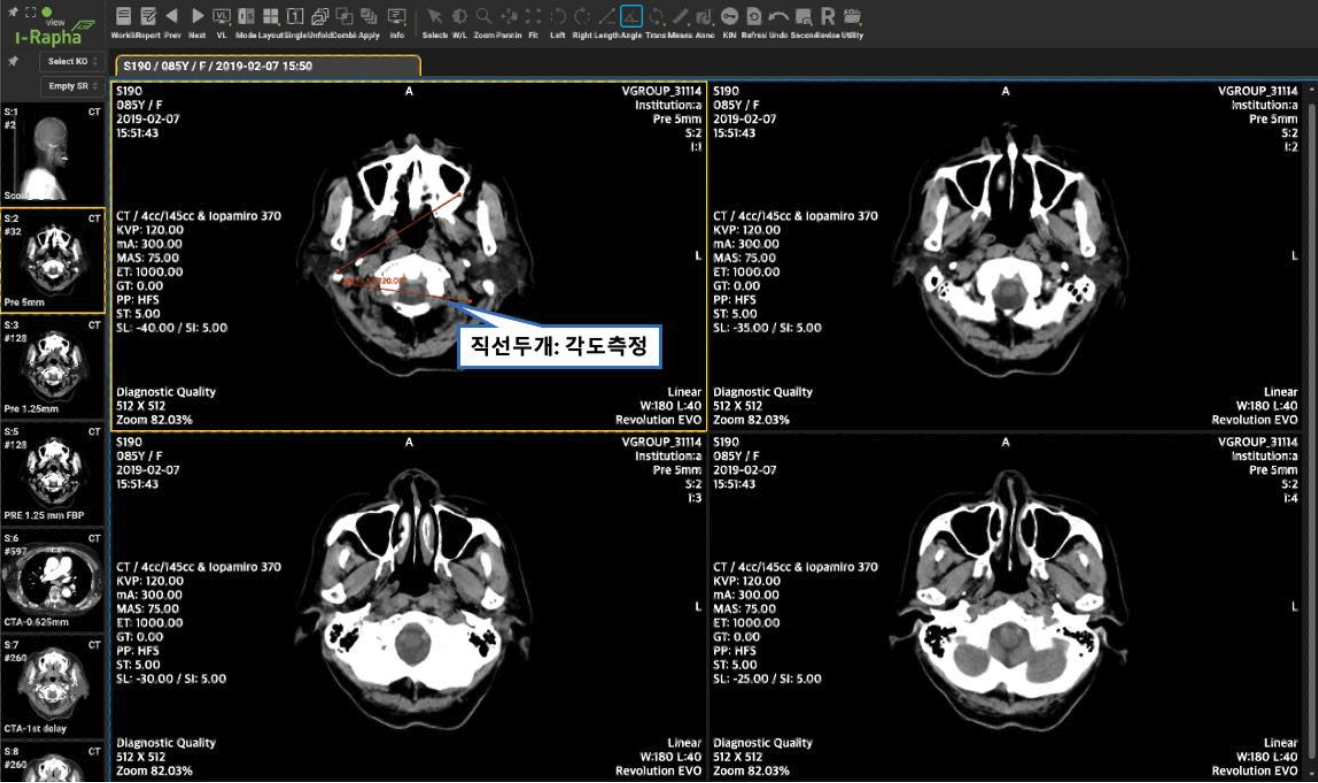 view
i-Rapha
Worklist Report Prev Next VL Mode Layout Single Unfold Combi Apply Info Select W/L Zoom Pan Fit Left Right Length Angle Trans Measu Anno KIN Refresh Undo Second Revise Utility
Select KO
Empty SR
S190 / 085Y / F / 2019-02-07 15:50
S:1 CT
#2
Scout
S:2 CT
#32
Pre 5mm
S:3 CT
#128
Pre 1.25mm
S:5 CT
#128
PRE 1.25 mm FBP
S:6 CT
#597
CTA-0.625mm
S:7 CT
#260
CTA-1st delay
S:8 CT
#260
S190
085Y / F
2019-02-07
15:51:43
A
VGROUP_31114
Institution:a
Pre 5mm
S:2
I:1
CT / 4cc/145cc & Iopamiro 370
KVP: 120.00
mA: 300.00
MAS: 75.00
ET: 1000.00
GT: 0.00
PP: HFS
ST: 5.00
SL: -40.00 / SI: 5.00
L
직선두개: 각도측정
Diagnostic Quality
512 X 512
Zoom 82.03%
Linear
W:180 L:40
Revolution EVO
S190
085Y / F
2019-02-07
15:51:43
A
VGROUP_31114
Institution:a
Pre 5mm
S:2
I:2
CT / 4cc/145cc & Iopamiro 370
KVP: 120.00
mA: 300.00
MAS: 75.00
ET: 1000.00
GT: 0.00
PP: HFS
ST: 5.00
SL: -35.00 / SI: 5.00
L
Diagnostic Quality
512 X 512
Zoom 82.03%
Linear
W:180 L:40
Revolution EVO
S190
085Y / F
2019-02-07
15:51:43
A
VGROUP_31114
Institution:a
Pre 5mm
S:2
I:3
CT / 4cc/145cc & Iopamiro 370
KVP: 120.00
mA: 300.00
MAS: 75.00
ET: 1000.00
GT: 0.00
PP: HFS
ST: 5.00
SL: -30.00 / SI: 5.00
L
Diagnostic Quality
512 X 512
Zoom 82.03%
Linear
W:180 L:40
Revolution EVO
S190
085Y / F
2019-02-07
15:51:43
A
VGROUP_31114
Institution:a
Pre 5mm
S:2
I:4
CT / 4cc/145cc & Iopamiro 370
KVP: 120.00
mA: 300.00
MAS: 75.00
ET: 1000.00
GT: 0.00
PP: HFS
ST: 5.00
SL: -25.00 / SI: 5.00
L
Diagnostic Quality
512 X 512
Zoom 82.03%
Linear
W:180 L:40
Revolution EVO